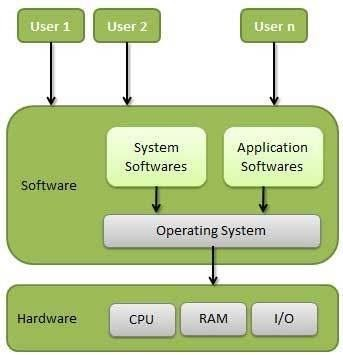 User 1
User 2
User n
System
Softwares
Application
Softwares
Software
Operating System
Hardware
CPU
RAM
I/O